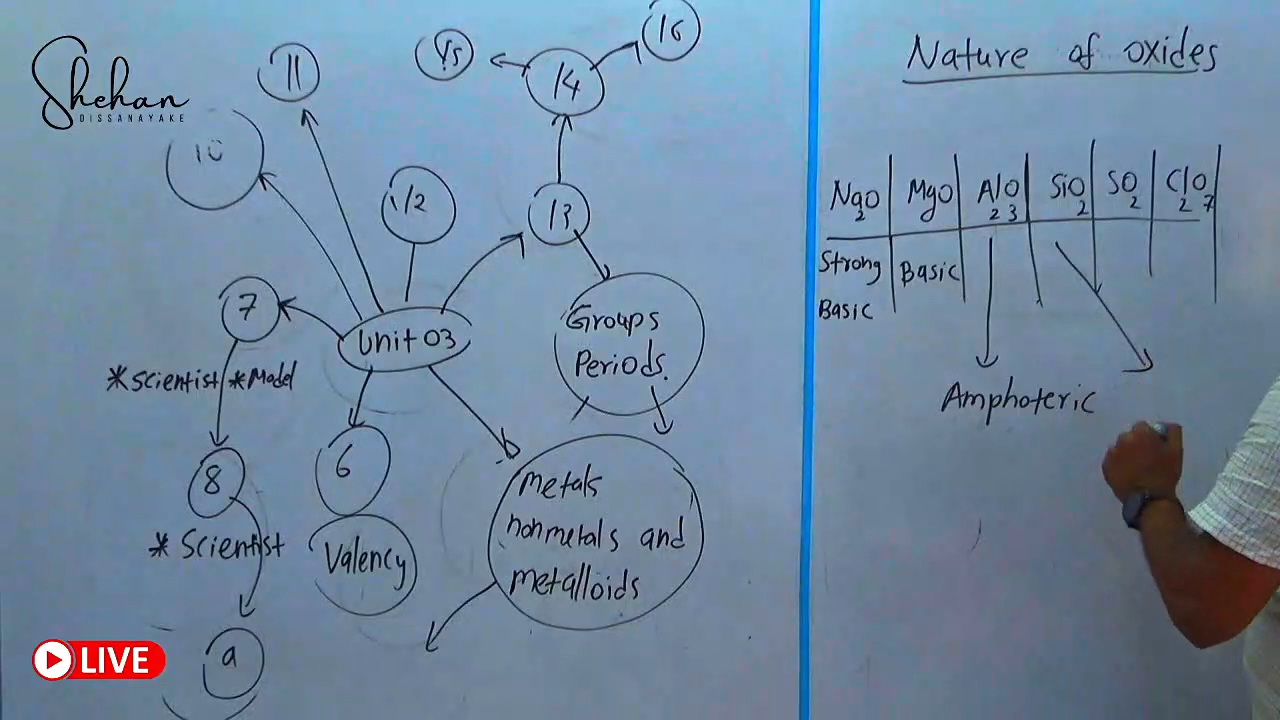 Shehan
DISSANAYAKE
11
15
14
16
10
12
13
7
Unit 03
Groups
Periods.
*Scientist *Model
8
6
* Scientist
Valency
Metals
nonmetals and
metalloids
a
LIVE
Nature of oxides
Na2O MgO Al2O3 SiO2 SO2 Cl2O7
Strong
Basic
Basic
Amphoteric